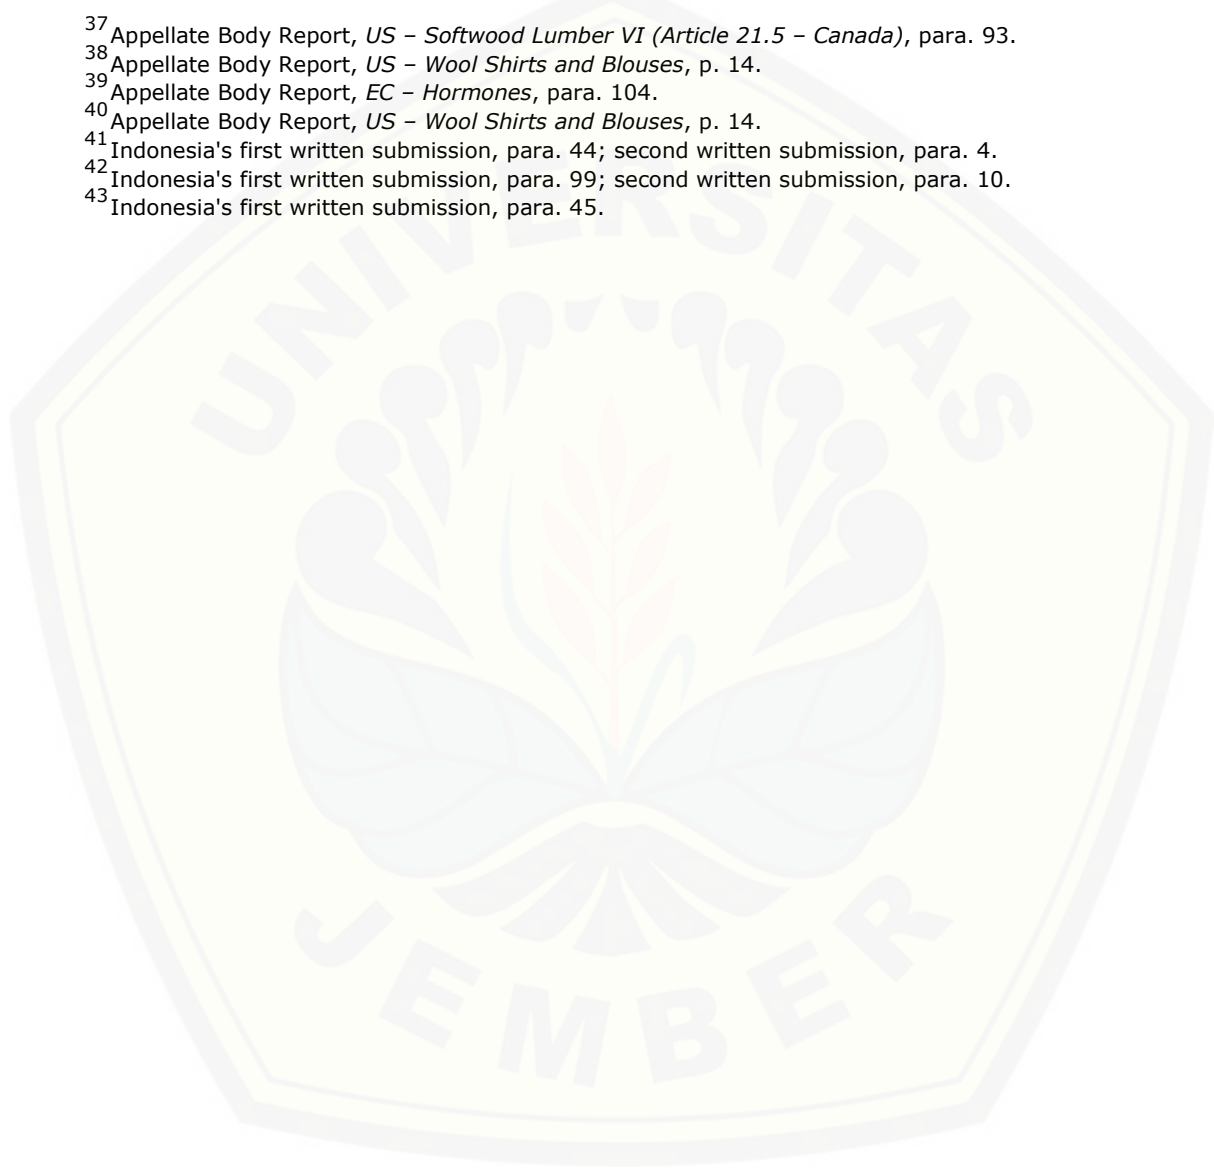 37 Appellate Body Report, US – Softwood Lumber VI (Article 21.5 – Canada), para. 93.
38 Appellate Body Report, US – Wool Shirts and Blouses, p. 14.
39 Appellate Body Report, EC – Hormones, para. 104.
40 Appellate Body Report, US – Wool Shirts and Blouses, p. 14.
41 Indonesia's first written submission, para. 44; second written submission, para. 4.
42 Indonesia's first written submission, para. 99; second written submission, para. 10.
43 Indonesia's first written submission, para. 45.
UNIVERSITAS
JEMBER